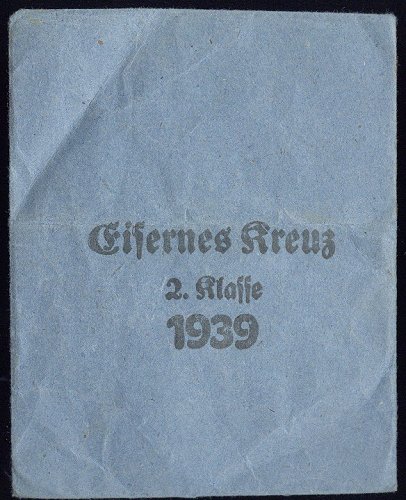 Eisernes Kreuz
2. Klasse
1939